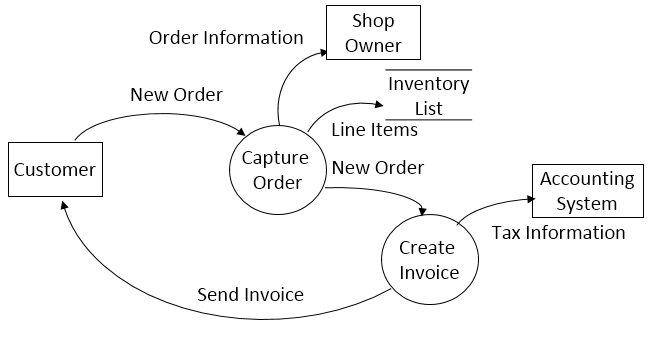 Shop
Owner
Order Information
Inventory
List
New Order
Line Items
Customer
Capture
Order
New Order
Accounting
System
Tax Information
Create
Invoice
Send Invoice